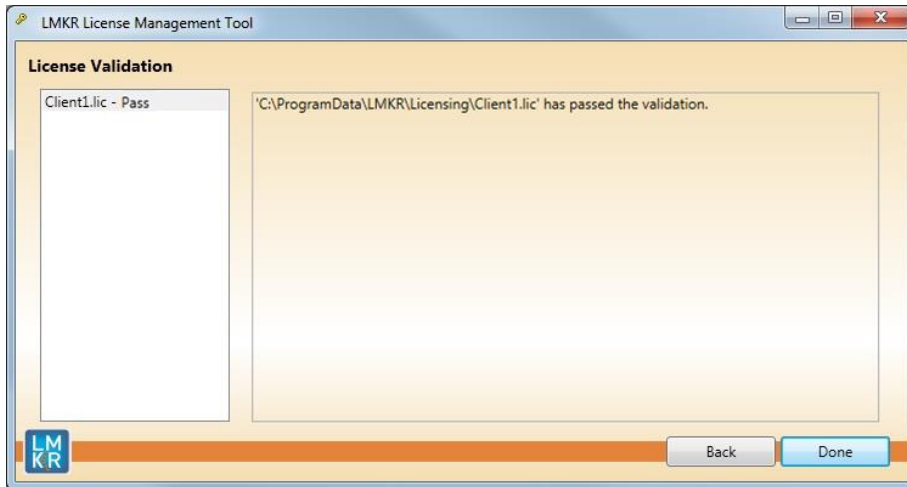 LMKR License Management Tool
License Validation
Client1.lic - Pass
'C:\ProgramData\LMKR\Licensing\Client1.lic' has passed the validation.
LM
KR
Back
Done